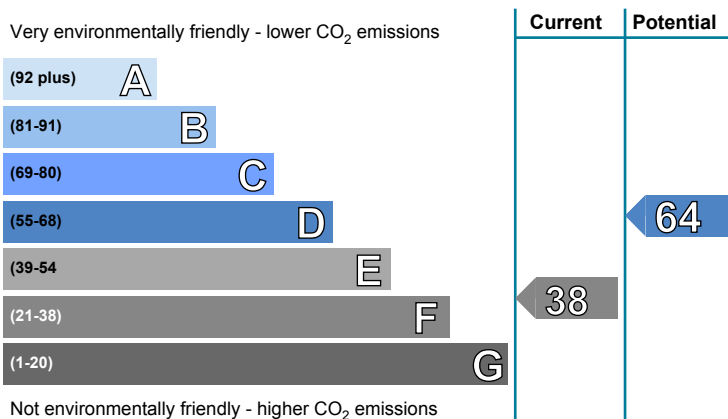 Very environmentally friendly - lower CO₂ emissions
Current
Potential
(92 plus) A
(81-91) B
(69-80) C
(55-68) D
64
(39-54 E
38
(21-38) F
(1-20) G
Not environmentally friendly - higher CO₂ emissions